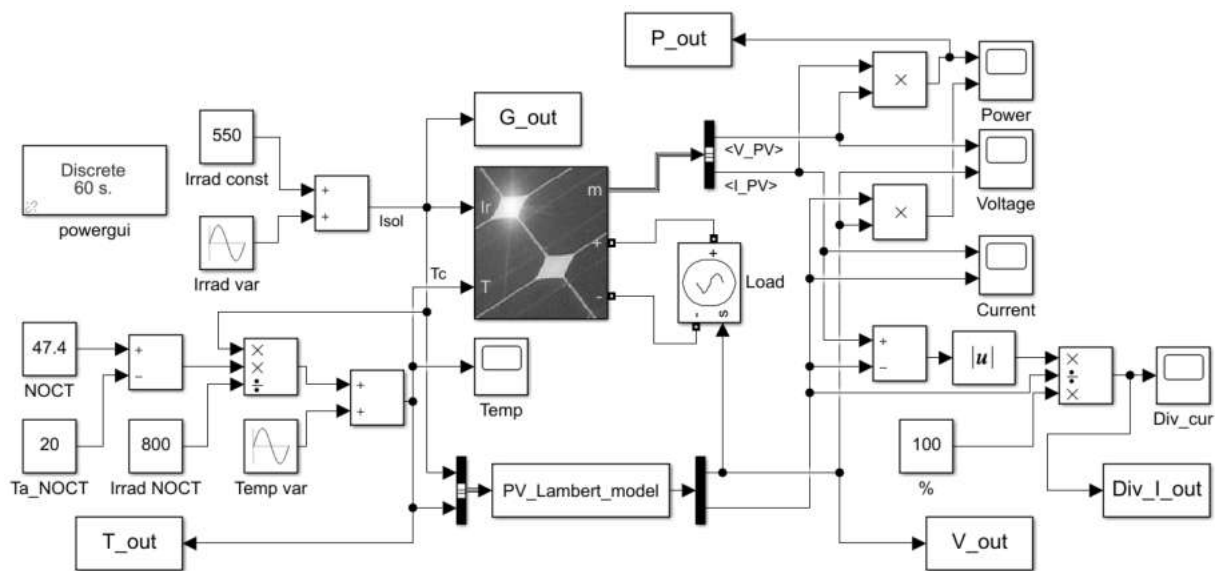 P_out
Power
G_out
550
Irrad const
Discrete
60 s.
powergui
<V_PV>
<I_PV>
Voltage
m
Ir
Isol
Irrad var
+
+
+
-
T
Tc
Load
+
-
s
Current
47.4
NOCT
+
−
×
×
÷
Temp
+
+
+
−
|u|
×
÷
×
Div_cur
20
Ta_NOCT
800
Irrad NOCT
Temp var
100
%
PV_Lambert_model
Div_I_out
T_out
V_out
×
×